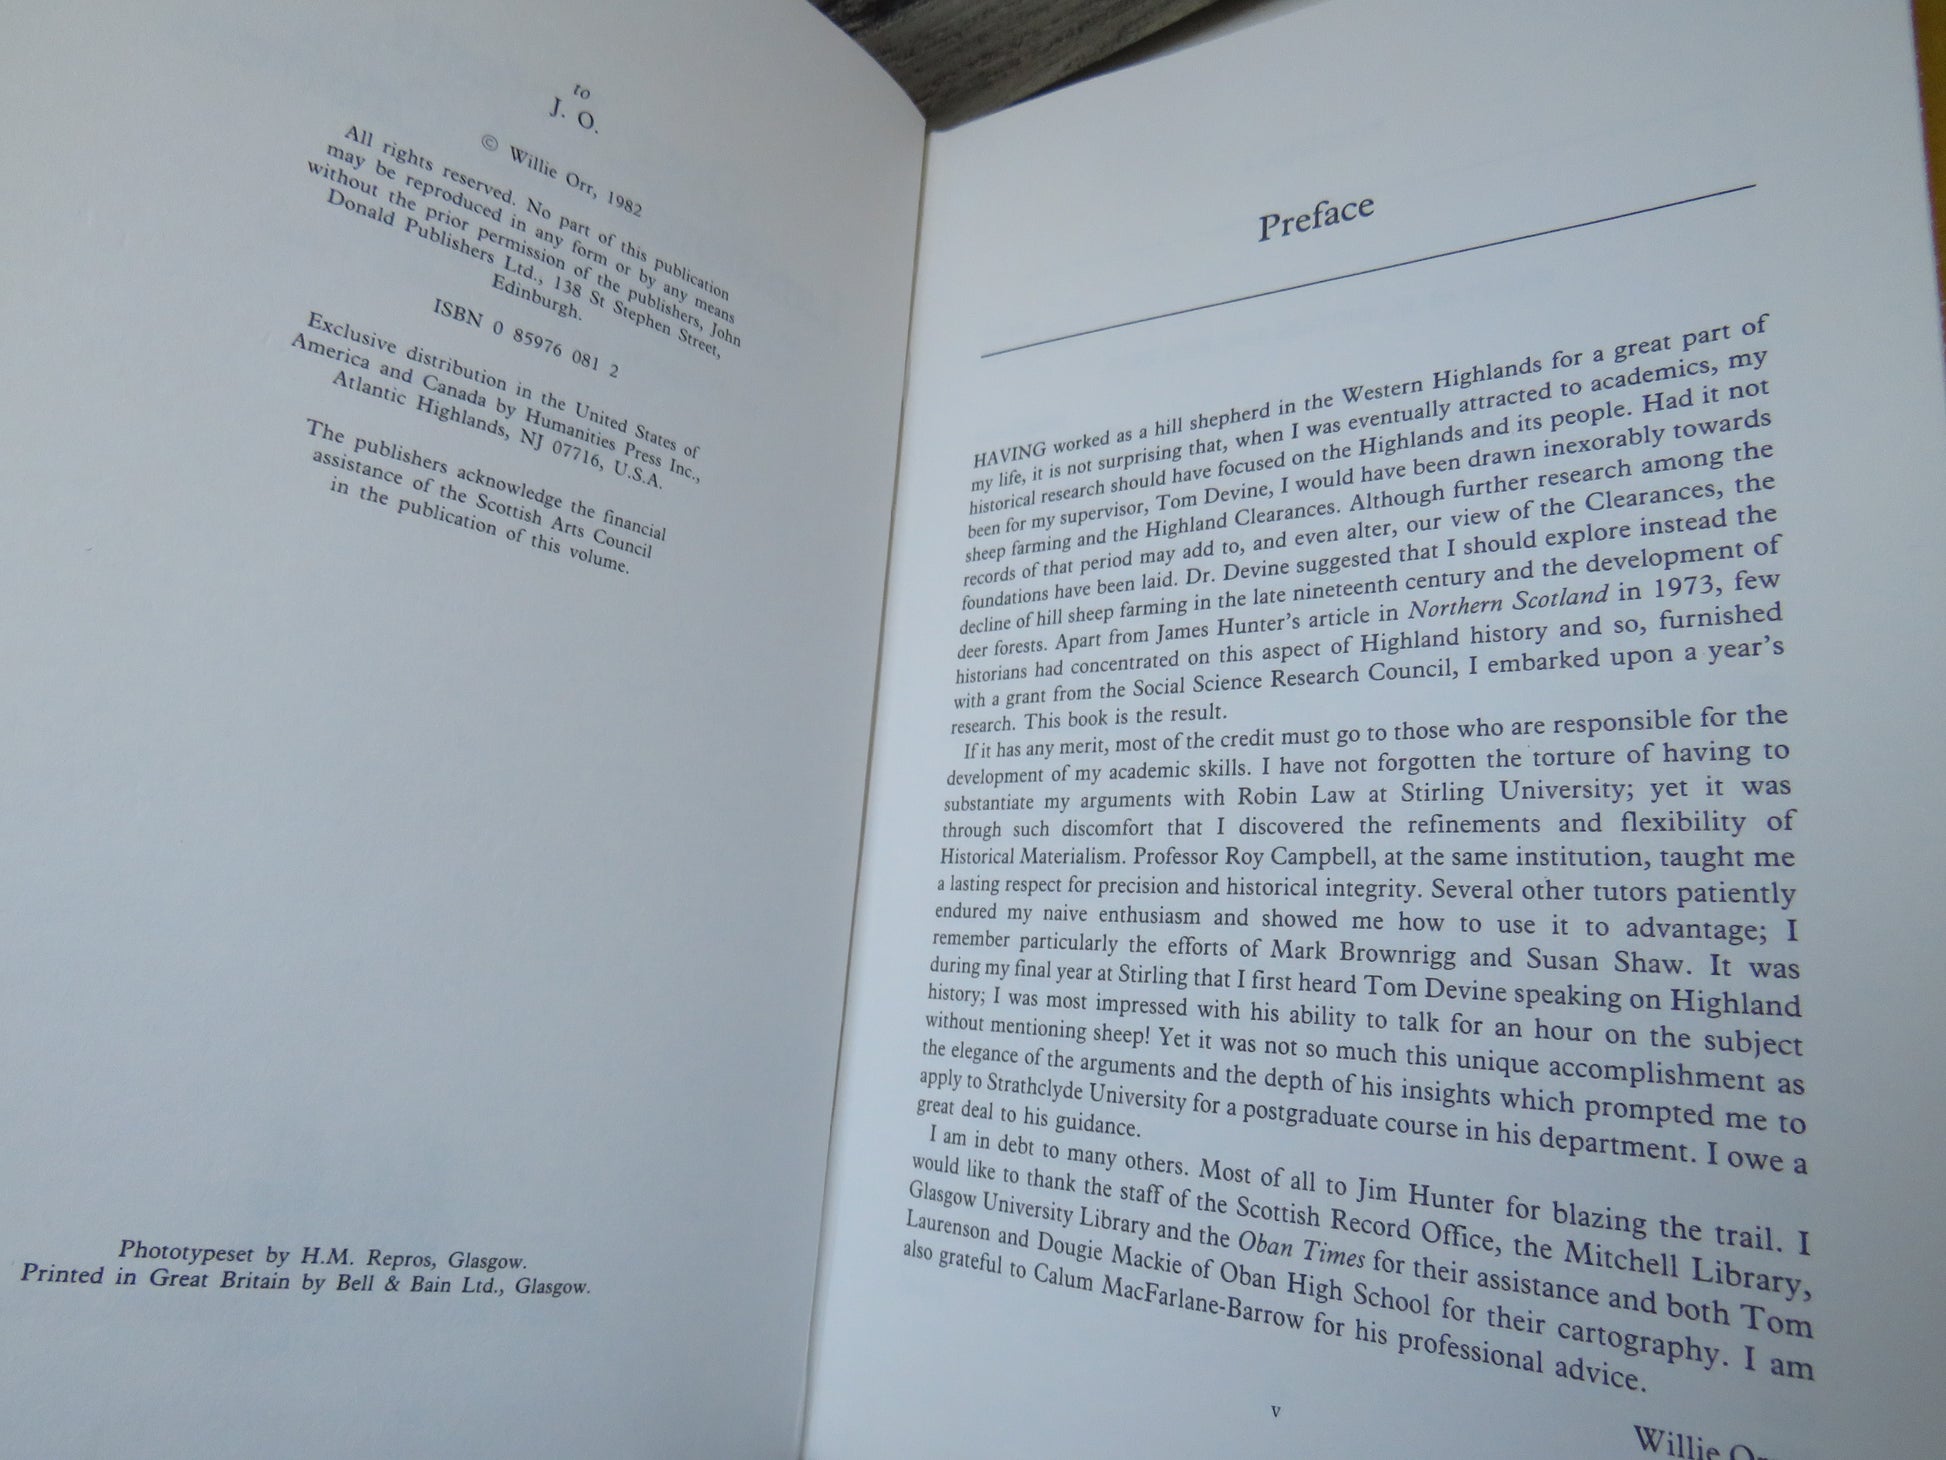 to
J. O.
© Willie Orr, 1982
All rights reserved. No part of this publication
may be reproduced in any form or by any means
without the prior permission of the publishers, John
Donald Publishers Ltd., 138 St Stephen Street,
Edinburgh.
ISBN 0 85976 081 2
Exclusive distribution in the United States of
America and Canada by Humanities Press Inc.,
Atlantic Highlands, NJ 07716, U.S.A.
The publishers acknowledge the financial
assistance of the Scottish Arts Council
in the publication of this volume.
Phototypeset by H.M. Repros, Glasgow.
Printed in Great Britain by Bell & Bain Ltd., Glasgow.
Preface
HAVING worked as a hill shepherd in the Western Highlands for a great part of
my life, it is not surprising that, when I was eventually attracted to academics, my
historical research should have focused on the Highlands and its people. Had it not
been for my supervisor, Tom Devine, I would have been drawn inexorably towards
sheep farming and the Highland Clearances. Although further research among the
records of that period may add to, and even alter, our view of the Clearances, the
foundations have been laid. Dr. Devine suggested that I should explore instead the
decline of hill sheep farming in the late nineteenth century and the development of
deer forests. Apart from James Hunter's article in Northern Scotland in 1973, few
historians had concentrated on this aspect of Highland history and so, furnished
with a grant from the Social Science Research Council, I embarked upon a year's
research. This book is the result.
If it has any merit, most of the credit must go to those who are responsible for the
development of my academic skills. I have not forgotten the torture of having to
substantiate my arguments with Robin Law at Stirling University; yet it was
through such discomfort that I discovered the refinements and flexibility of
Historical Materialism. Professor Roy Campbell, at the same institution, taught me
a lasting respect for precision and historical integrity. Several other tutors patiently
endured my naive enthusiasm and showed me how to use it to advantage; I
remember particularly the efforts of Mark Brownrigg and Susan Shaw. It was
during my final year at Stirling that I first heard Tom Devine speaking on Highland
history; I was most impressed with his ability to talk for an hour on the subject
without mentioning sheep! Yet it was not so much this unique accomplishment as
the elegance of the arguments and the depth of his insights which prompted me to
apply to Strathclyde University for a postgraduate course in his department. I owe a
great deal to his guidance.
I am in debt to many others. Most of all to Jim Hunter for blazing the trail. I
would like to thank the staff of the Scottish Record Office, the Mitchell Library,
Glasgow University Library and the Oban Times for their assistance and both Tom
Laurenson and Dougie Mackie of Oban High School for their cartography. I am
also grateful to Calum MacFarlane-Barrow for his professional advice.
v
Willie